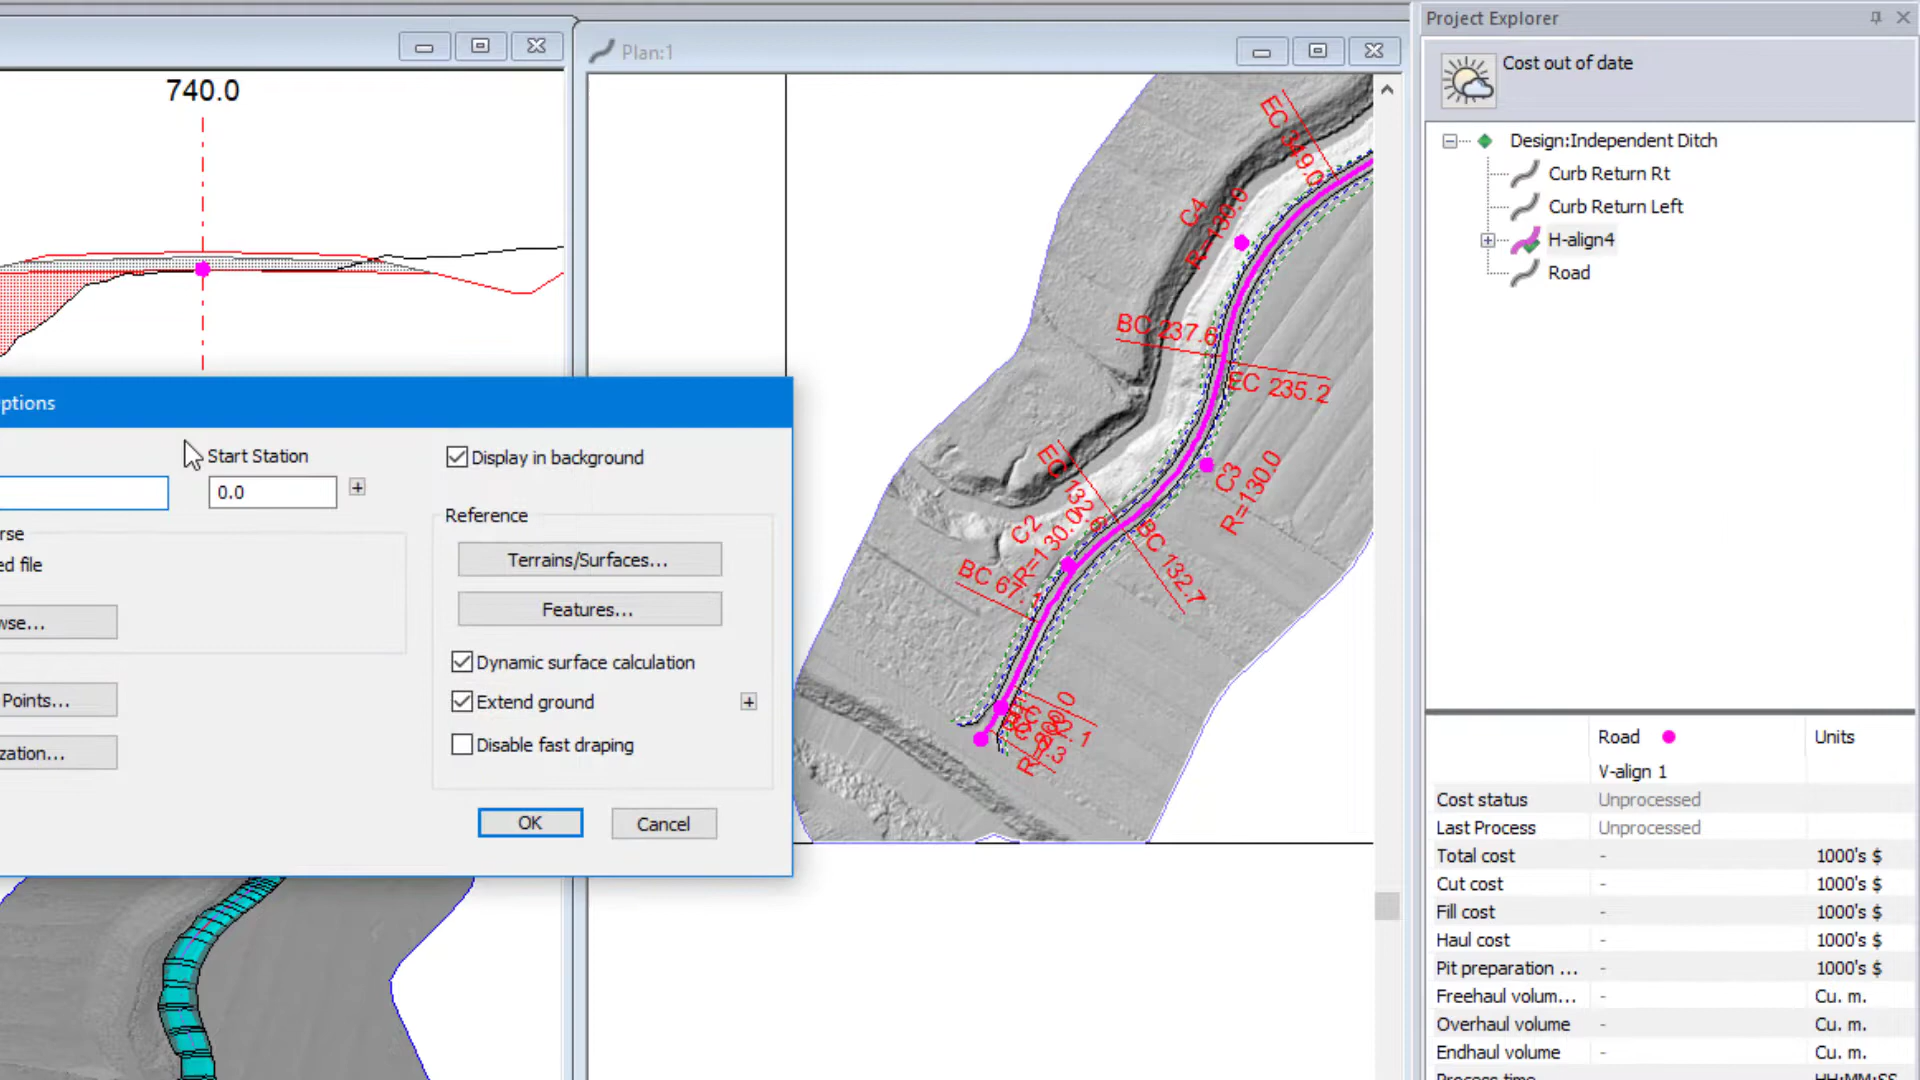 740.0
Plan:1
Project Explorer
Cost out of date
Design:Independent Ditch
Curb Return Rt
Curb Return Left
H-align4
Road
EC 349.0
C4
R=130.0
BC 237.6
EC 235.2
C3
R=130.0
C2
R=130.0
BC 132.7
ptions
Start Station
0.0
Display in background
rse
ed file
wse...
Points...
zation...
Reference
Terrains/Surfaces...
Features...
Dynamic surface calculation
Extend ground
Disable fast draping
OK
Cancel
Road Units
V-align 1
Cost status Unprocessed
Last Process Unprocessed
Total cost - 1000's $
Cut cost - 1000's $
Fill cost - 1000's $
Haul cost - 1000's $
Pit preparation ... - 1000's $
Freehaul volum... - Cu. m.
Overhaul volume - Cu. m.
Endhaul volume - Cu. m.
Process time HH:MM:SS